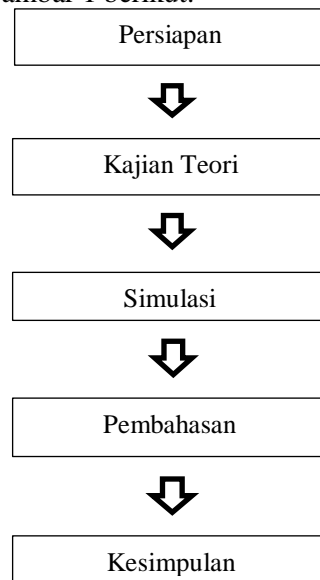 ambar 1 berikut.
Persiapan
Kajian Teori
Simulasi
Pembahasan
Kesimpulan